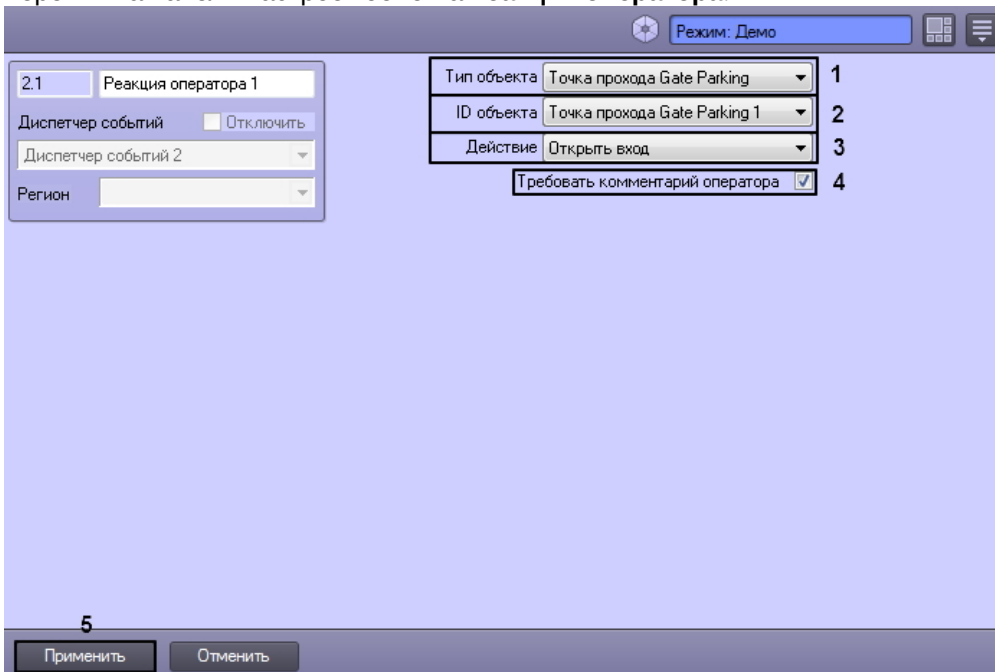 Режим: Демо
2.1 Реакция оператора 1
Диспетчер событий Отключить
Диспетчер событий 2
Регион
Тип объекта Точка прохода Gate Parking 1
ID объекта Точка прохода Gate Parking 1 2
Действие Открыть вход 3
Требовать комментарий оператора 4
5
Применить Отменить